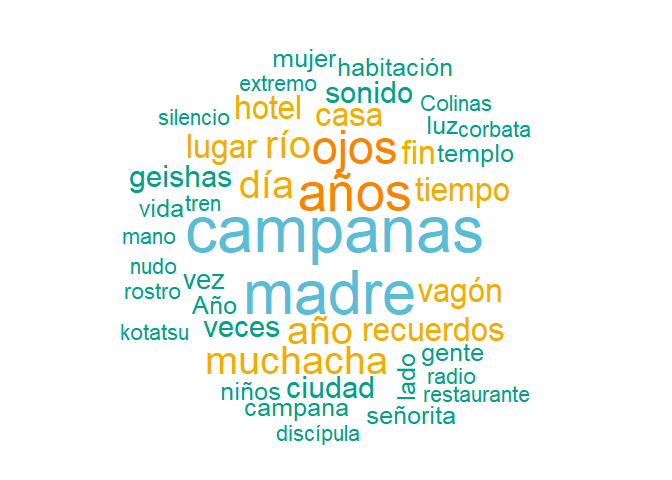 mujer
habitación
extremo
sonido
Colinas
hotel
casa
silencio
luz
corbata
lugar
río
ojos
fin
templo
geishas
día
años
tiempo
vida
tren
campanas
mano
nudo
vez
madre
vagón
rostro
Año
kotatsu
veces
año
recuerdos
muchacha
gente
lado
radio
niños
ciudad
restaurante
campana
señorita
discípula